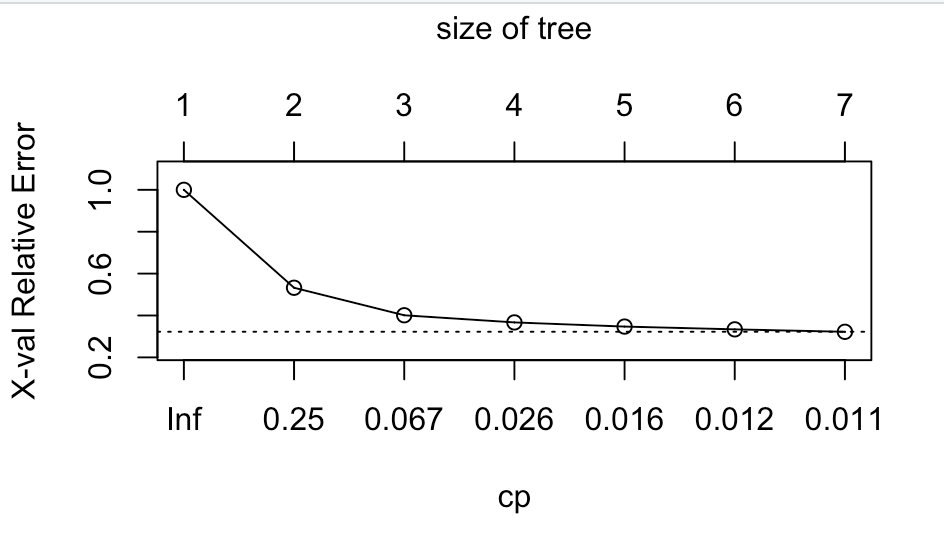 size of tree
1 2 3 4 5 6 7
X-val Relative Error
1.0
0.6
0.2
Inf 0.25 0.067 0.026 0.016 0.012 0.011
cp